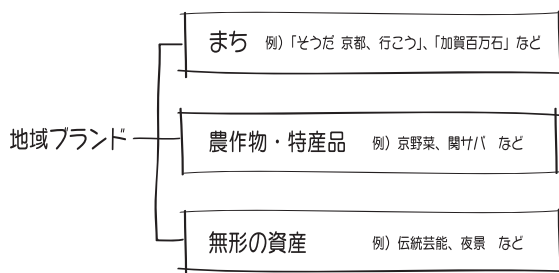 まち 例）「そうだ 京都、行こう」、「加賀百万石」など
地域ブランド
農作物・特産品 例）京野菜、関サバ など
無形の資産 例）伝統芸能、夜景 など